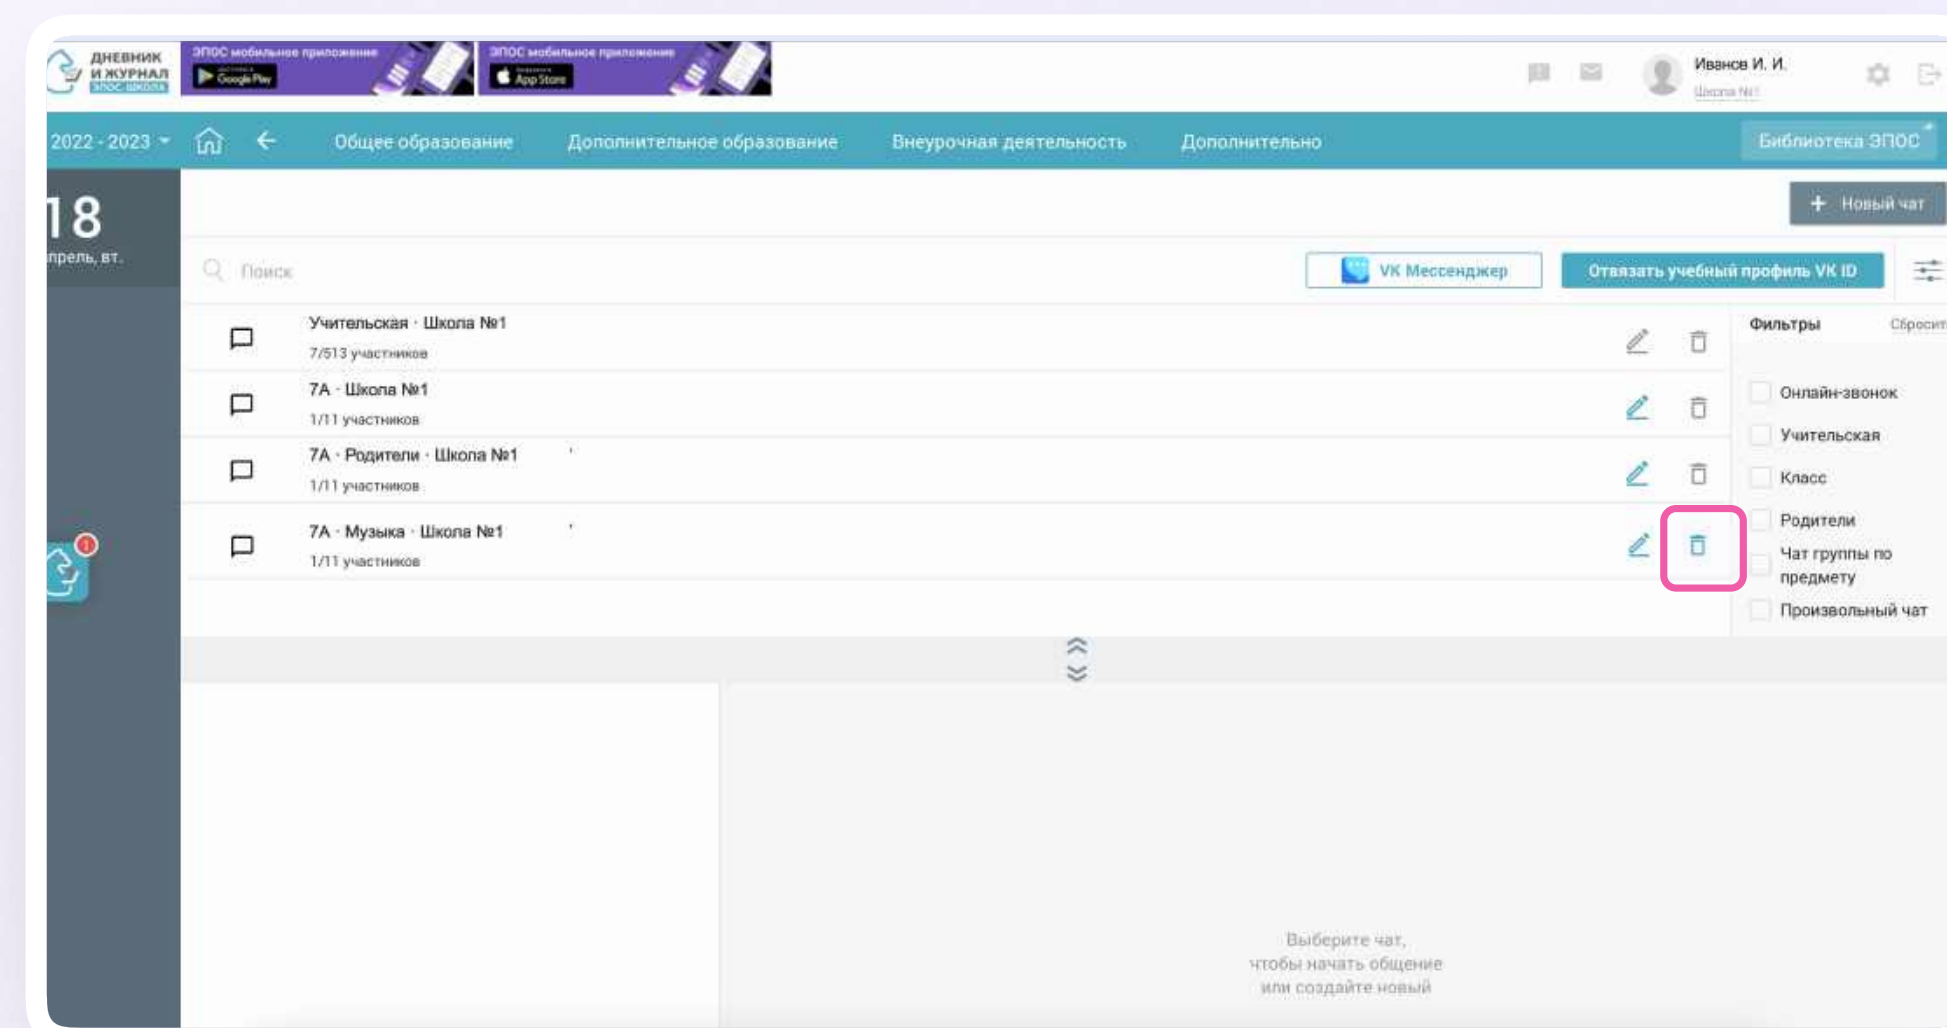 ДНЕВНИК
И ЖУРНАЛ
ЭПОС.ШКОЛА
ЭПОС мобильное приложение
Google Play
ЭПОС мобильное приложение
App Store
Иванов И. И.
Школа №1
2022 - 2023
Общее образование
Дополнительное образование
Внеурочная деятельность
Дополнительно
Библиотека ЭПОС
18
прель, вт.
+ Новый чат
Поиск
VK Мессенджер
Отвязать учебный профиль VK ID
Учительская · Школа №1
7/513 участников
7А - Школа №1
1/11 участников
7А · Родители · Школа №1
1/11 участников
7А · Музыка · Школа №1
1/11 участников
Фильтры
Сбросит
Онлайн-звонок
Учительская
Класс
Родители
Чат группы по
предмету
Произвольный чат
1
Выберите чат,
чтобы начать общение
или создайте новый